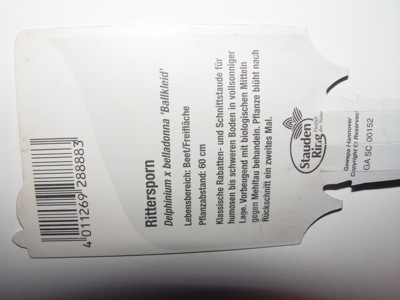 Rittersporn
Delphinium x belladonna 'Ballkleid'
Lebensbereich: Beet/Freifläche
Pflanzabstand: 60 cm
Klassische Rabatten- und Schnittstaude für
humosen bis schweren Boden in vollsonniger
Lage. Vorbeugend mit biologischen Mitteln
gegen Mehltau behandeln. Pflanze blüht nach
Rückschnitt ein zweites Mal.
4 011269 288883
Stauden
Ring
Gawega Hannover
Copyright © Reserved
GA SC 00152